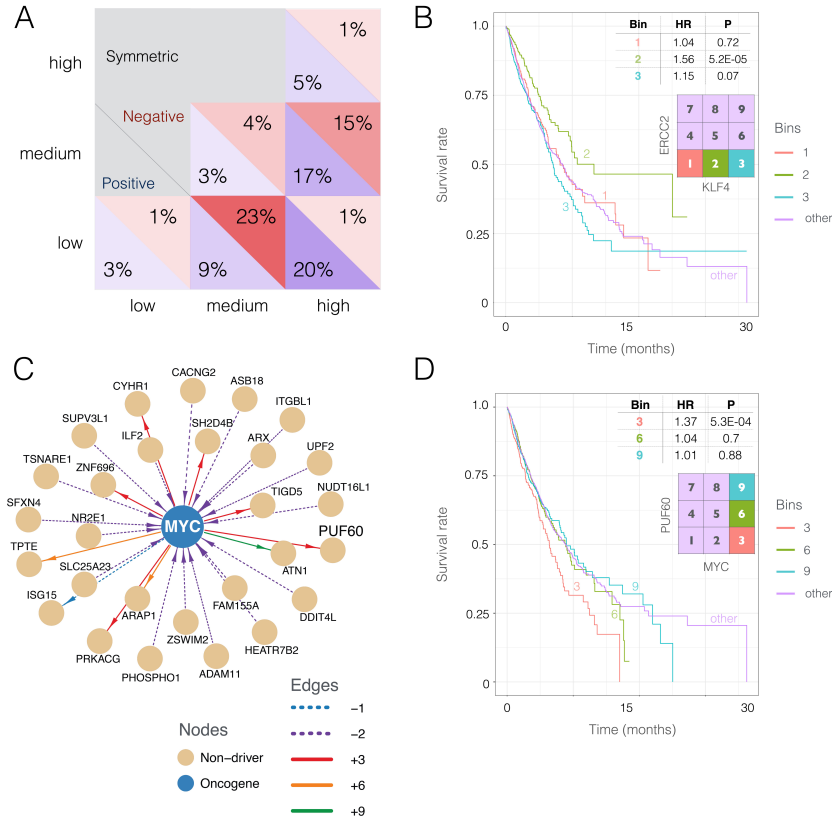 A
high
medium
low
Symmetric
Negative
Positive
1%
5%
4%
3%
15%
17%
1%
3%
23%
9%
1%
20%
low medium high
B
Survival rate
1.0
0.75
0.5
0.25
0
0 15 30
Time (months)
Bin HR P
1 1.04 0.72
2 1.56 5.2E-05
3 1.15 0.07
ERCC2
7 8 9
4 5 6
1 2 3
KLF4
2
1
3
other
Bins
1
2
3
other
C
CACNG2
CYHR1
ASB18
ITGBL1
SUPV3L1
ILF2
SH2D4B
ARX
UPF2
TSNARE1
ZNF696
TIGD5
NUDT16L1
SFXN4
NR2E1
MYC
PUF60
TPTE
SLC25A23
ATN1
ISG15
ARAP1
FAM155A
DDIT4L
ZSWIM2
HEATR7B2
PRKACG
PHOSPHO1
ADAM11
Nodes
Non−driver
Oncogene
Edges
−1
−2
+3
+6
+9
D
Survival rate
1.0
0.75
0.5
0.25
0
0 15 30
Time (months)
Bin HR P
3 1.37 5.3E-04
6 1.04 0.7
9 1.01 0.88
PUF60
7 8 9
4 5 6
1 2 3
MYC
3
9
6
other
Bins
3
6
9
other